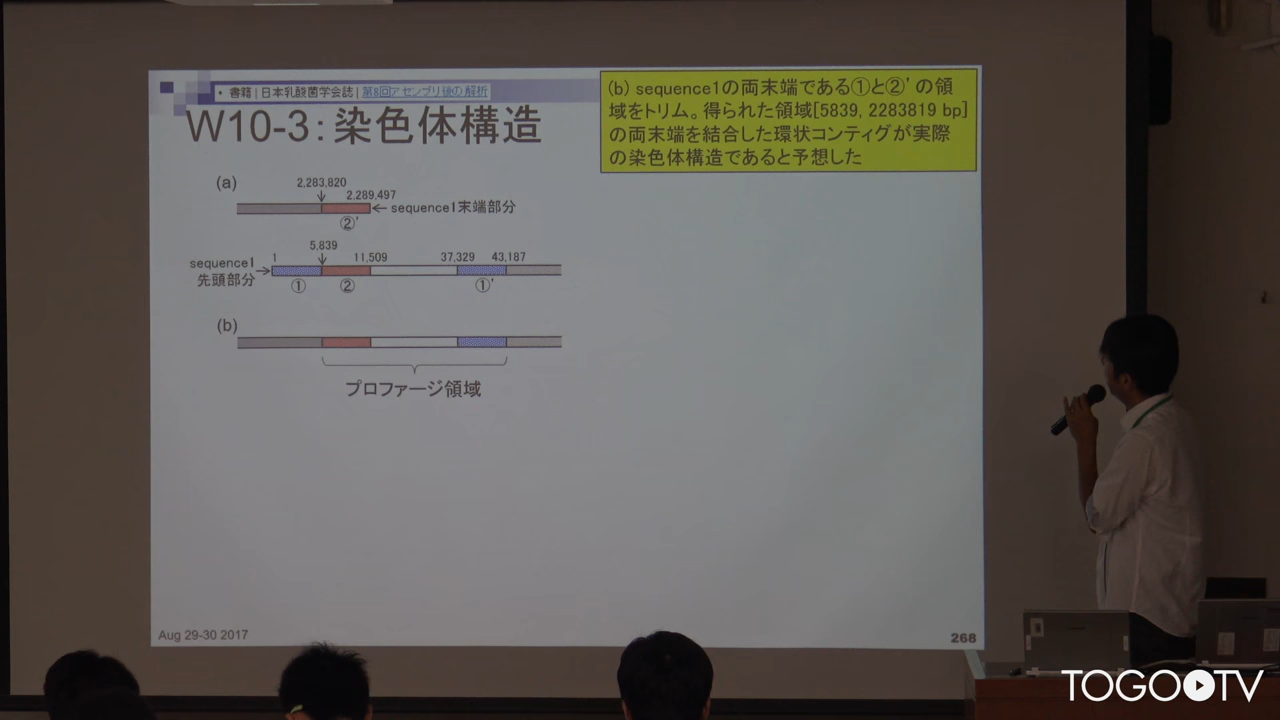 • 書籍 | 日本乳酸菌学会誌 | 第8回アセンブリ後の解析
W10-3：染色体構造
(b) sequence1の両末端である①と②’の領
域をトリム。得られた領域[5839, 2283819 bp]
の両末端を結合した環状コンティグが実際
の染色体構造であると予想した
(a)
2,283,820
2,289,497
←sequence1末端部分
②’
5,839
sequence1
先頭部分
1
11,509
37,329
43,187
①
②
①’
(b)
プロファージ領域
Aug 29-30 2017
268
TOGOTV